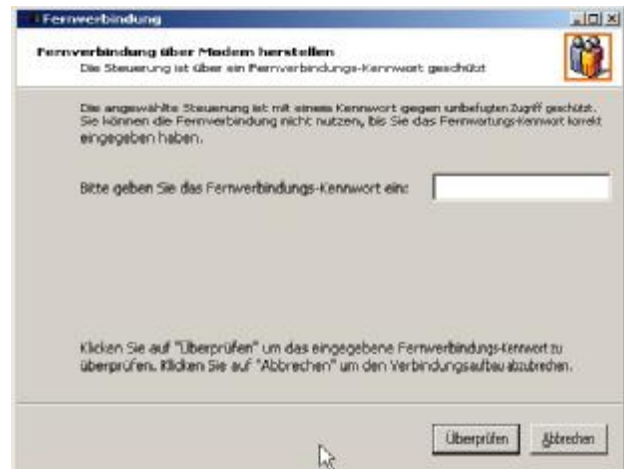 Fernverbindung
Fernverbindung über Modem herstellen
Die Steuerung ist über ein Fernverbindungs-Kennwort geschützt
Die angewählte Steuerung ist mit einem Kennwort gegen unbefugten Zugriff geschützt.
Sie können die Fernverbindung nicht nutzen, bis Sie das Fernwartungs-Kennwort korrekt
eingegeben haben.
Bitte geben Sie das Fernverbindungs-Kennwort ein:
Klicken Sie auf "Überprüfen" um das eingegebene Fernverbindungs-Kennwort zu
überprüfen. Klicken Sie auf "Abbrechen" um den Verbindungsaufbau abzubrechen.
Überprüfen Abbrechen